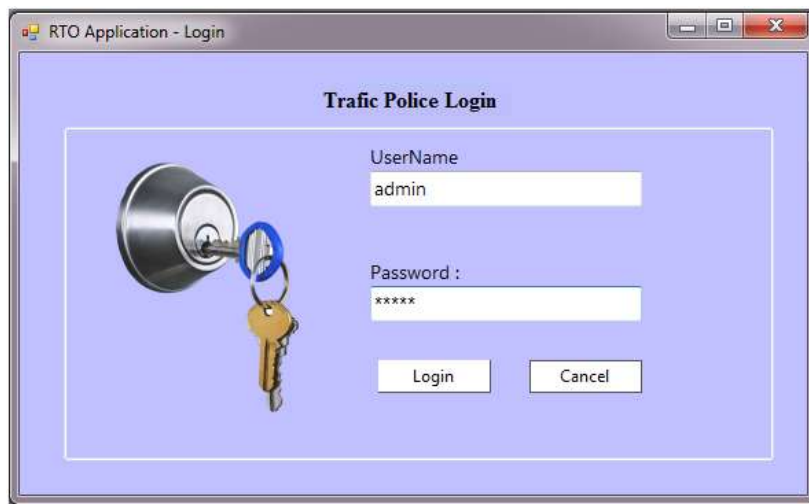 RTO Application - Login
Trafic Police Login
UserName
admin
Password :
*****
Login Cancel